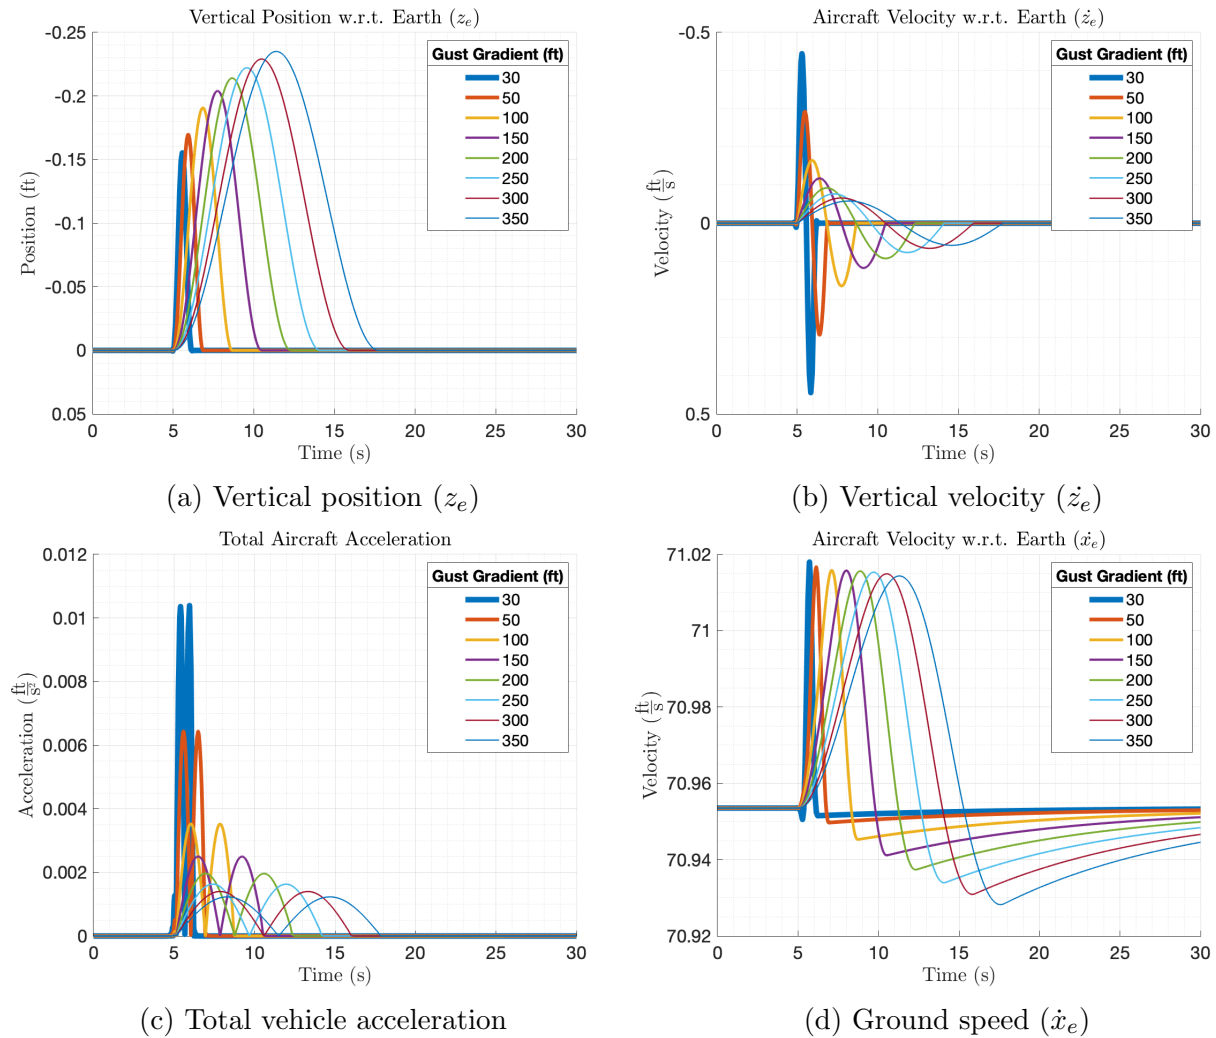 Vertical Position w.r.t. Earth (z_e)
-0.25
-0.2
-0.15
-0.1
-0.05
0
0.05
Position (ft)
0 5 10 15 20 25 30
Time (s)
Gust Gradient (ft)
30
50
100
150
200
250
300
350
(a) Vertical position (z_e)
Aircraft Velocity w.r.t. Earth (ż_e)
-0.5
0
0.5
Velocity (ft/s)
0 5 10 15 20 25 30
Time (s)
Gust Gradient (ft)
30
50
100
150
200
250
300
350
(b) Vertical velocity (ż_e)
Total Aircraft Acceleration
0.012
0.01
0.008
0.006
0.004
0.002
0
Acceleration (ft/s²)
0 5 10 15 20 25 30
Time (s)
Gust Gradient (ft)
30
50
100
150
200
250
300
350
(c) Total vehicle acceleration
Aircraft Velocity w.r.t. Earth (ẋ_e)
71.02
71
70.98
70.96
70.94
70.92
Velocity (ft/s)
0 5 10 15 20 25 30
Time (s)
Gust Gradient (ft)
30
50
100
150
200
250
300
350
(d) Ground speed (ẋ_e)